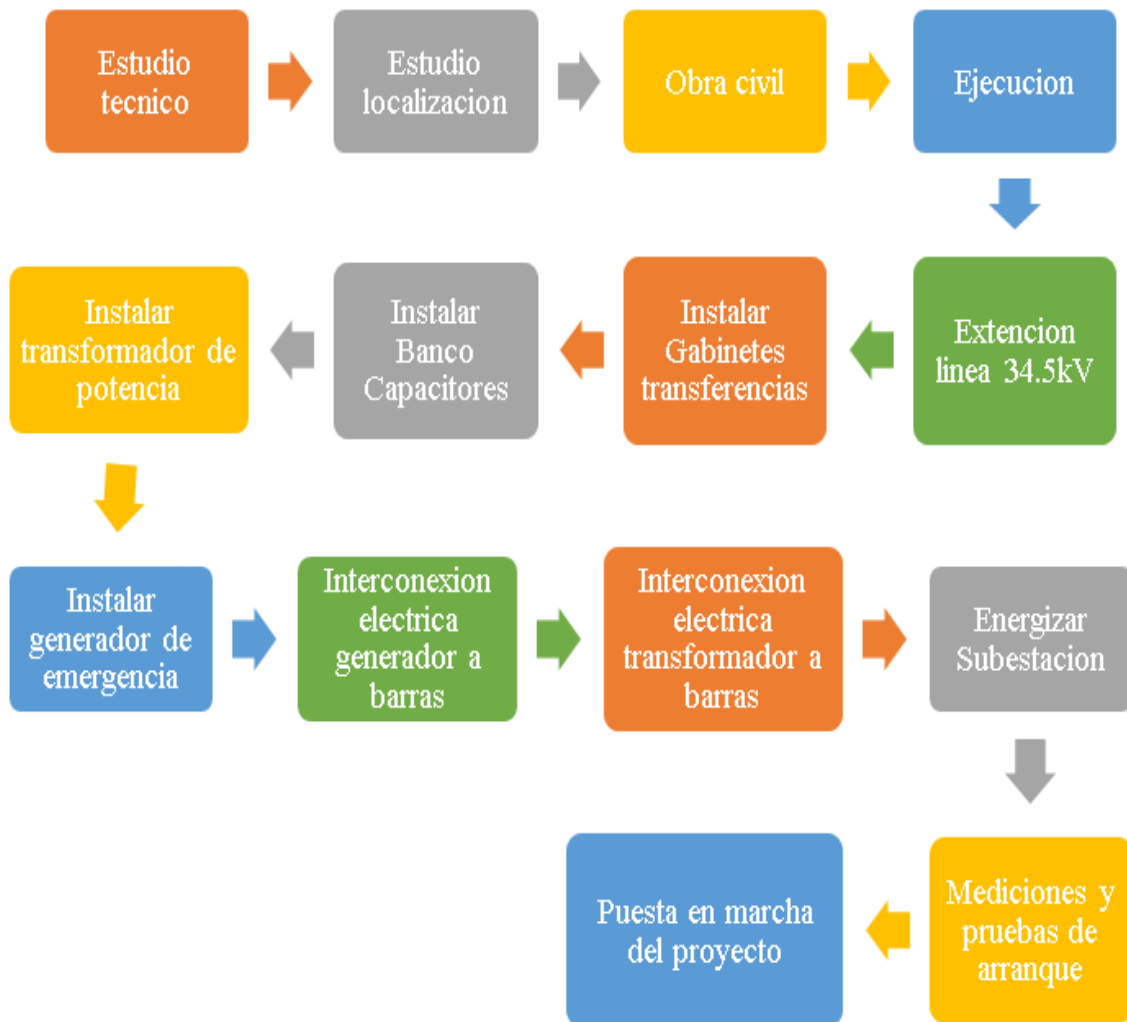 Estudio
tecnico
Estudio
localizacion
Obra civil
Ejecucion
Extencion
linea 34.5kV
Instalar
Gabinetes
transferencias
Instalar
Banco
Capacitores
Instalar
transformador de
potencia
Instalar
generador de
emergencia
Interconexion
electrica
generador a
barras
Interconexion
electrica
transformador a
barras
Energizar
Subestacion
Mediciones y
pruebas de
arranque
Puesta en marcha
del proyecto